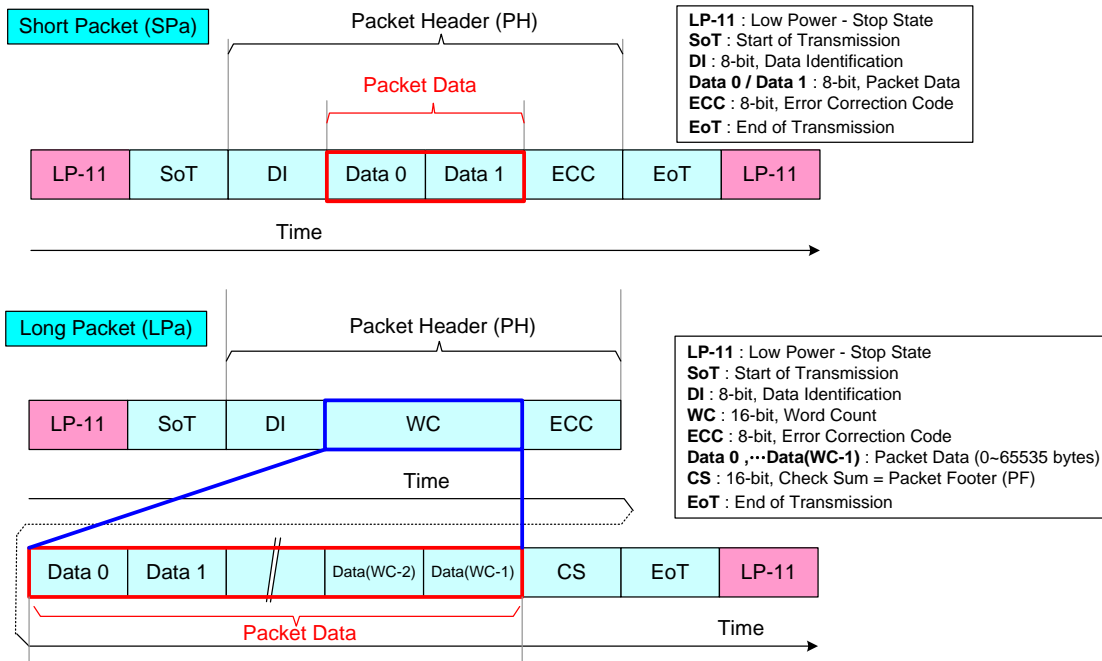 Short Packet (SPa)
Packet Header (PH)
Packet Data
LP-11 : Low Power - Stop State
SoT : Start of Transmission
DI : 8-bit, Data Identification
Data 0 / Data 1 : 8-bit, Packet Data
ECC : 8-bit, Error Correction Code
EoT : End of Transmission
LP-11 SoT DI Data 0 Data 1 ECC EoT LP-11
Time
Long Packet (LPa)
Packet Header (PH)
LP-11 : Low Power - Stop State
SoT : Start of Transmission
DI : 8-bit, Data Identification
WC : 16-bit, Word Count
ECC : 8-bit, Error Correction Code
Data 0 ,⋯Data(WC-1) : Packet Data (0~65535 bytes)
CS : 16-bit, Check Sum = Packet Footer (PF)
EoT : End of Transmission
LP-11 SoT DI WC ECC
Time
Data 0 Data 1 Data(WC-2) Data(WC-1) CS EoT LP-11
Packet Data
Time